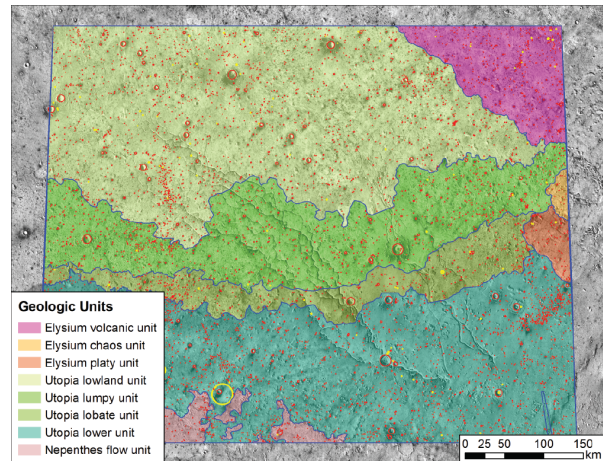 Geologic Units
Elysium volcanic unit
Elysium chaos unit
Elysium platy unit
Utopia lowland unit
Utopia lumpy unit
Utopia lobate unit
Utopia lower unit
Nepenthes flow unit
0 25 50 100 150
km